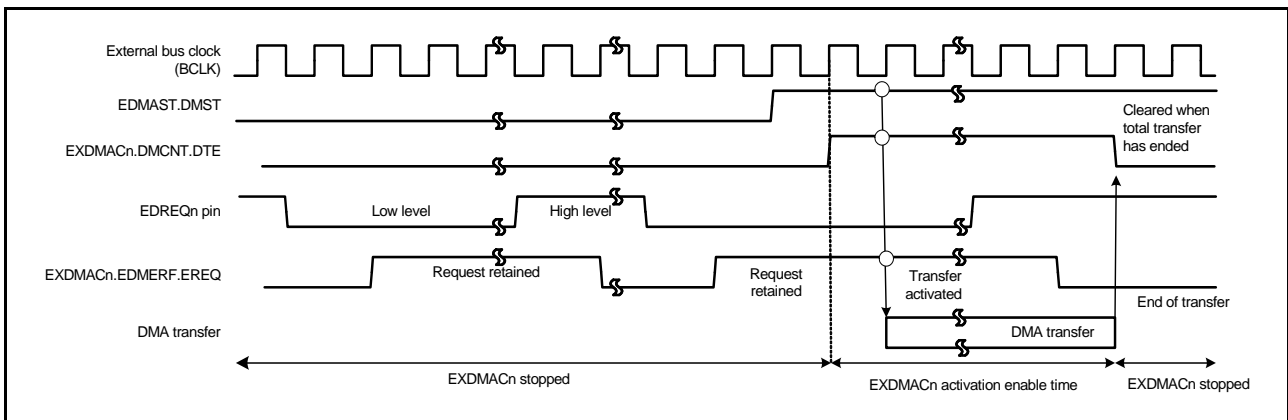 External bus clock
(BCLK)
EDMAST.DMST
Cleared when
total transfer
has ended
EXDMACn.DMCNT.DTE
EDREQn pin
Low level
High level
EXDMACn.EDMERF.EREQ
Request retained
Request
retained
Transfer
activated
End of transfer
DMA transfer
DMA transfer
EXDMACn stopped
EXDMACn activation enable time
EXDMACn stopped